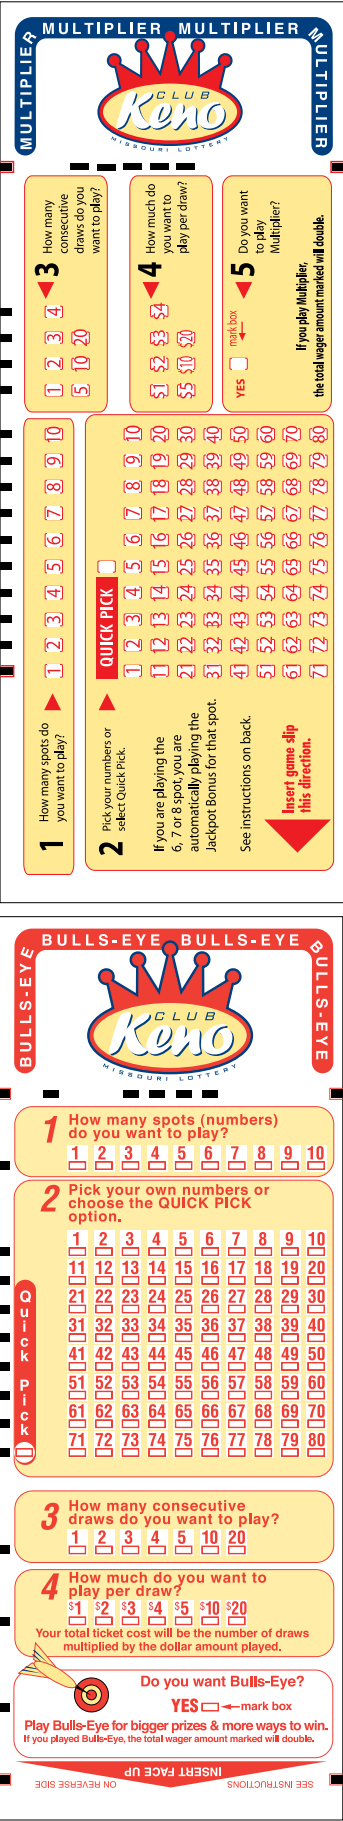 MULTIPLIER MULTIPLIER MULTIPLIER MULTIPLIER
CLUB
Keno
MISSOURI LOTTERY
1 How many spots do
you want to play?
1 2 3 4 5 6 7 8 9 10
2 Pick your numbers or
select Quick Pick.
QUICK PICK
1 2 3 4 5 6 7 8 9 10
11 12 13 14 15 16 17 18 19 20
21 22 23 24 25 26 27 28 29 30
31 32 33 34 35 36 37 38 39 40
41 42 43 44 45 46 47 48 49 50
51 52 53 54 55 56 57 58 59 60
61 62 63 64 65 66 67 68 69 70
71 72 73 74 75 76 77 78 79 80
If you are playing the
6, 7 or 8 spot, you are
automatically playing the
Jackpot Bonus for that spot.
See instructions on back.
Insert game slip
this direction.
3 How many
consecutive
draws do you
want to play?
1 2 3 4
5 10 20
4 How much do
you want to
play per draw?
$1 $2 $3 $4
$5 $10 $20
5 Do you want
to play
Multiplier?
YES mark box
If you play Multiplier,
the total wager amount marked will double.
BULLS-EYE BULLS-EYE BULLS-EYE BULLS-EYE
CLUB
Keno
MISSOURI LOTTERY
1 How many spots (numbers)
do you want to play?
1 2 3 4 5 6 7 8 9 10
2 Pick your own numbers or
choose the QUICK PICK
option.
Quick Pick
1 2 3 4 5 6 7 8 9 10
11 12 13 14 15 16 17 18 19 20
21 22 23 24 25 26 27 28 29 30
31 32 33 34 35 36 37 38 39 40
41 42 43 44 45 46 47 48 49 50
51 52 53 54 55 56 57 58 59 60
61 62 63 64 65 66 67 68 69 70
71 72 73 74 75 76 77 78 79 80
3 How many consecutive
draws do you want to play?
1 2 3 4 5 10 20
4 How much do you want to
play per draw?
$1 $2 $3 $4 $5 $10 $20
Your total ticket cost will be the number of draws
multiplied by the dollar amount played.
Do you want Bulls-Eye?
YES mark box
Play Bulls-Eye for bigger prizes & more ways to win.
If you played Bulls-Eye, the total wager amount marked will double.
INSERT FACE UP
SEE INSTRUCTIONS ON REVERSE SIDE